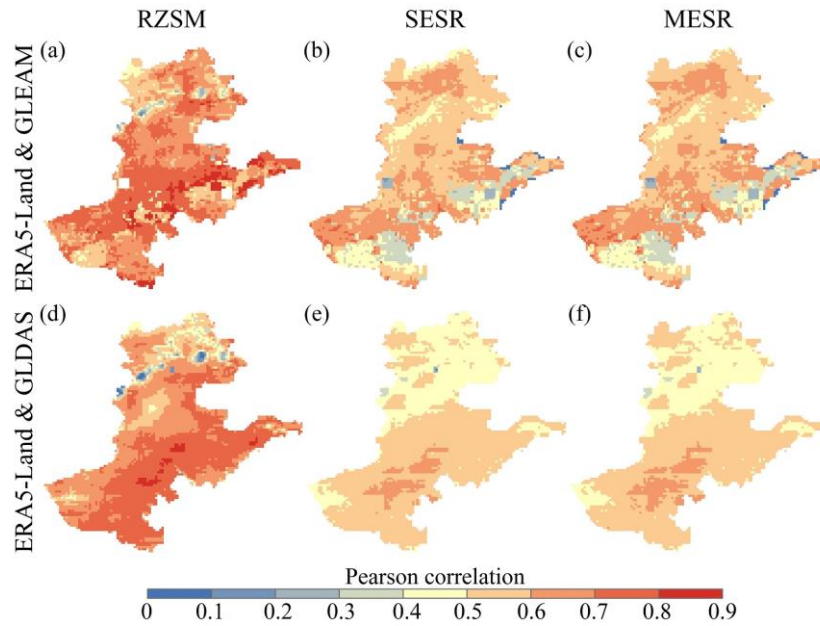 RZSM SESR MESR
(a) (b) (c)
ERA5-Land & GLEAM
(d) (e) (f)
ERA5-Land & GLDAS
Pearson correlation
0 0.1 0.2 0.3 0.4 0.5 0.6 0.7 0.8 0.9